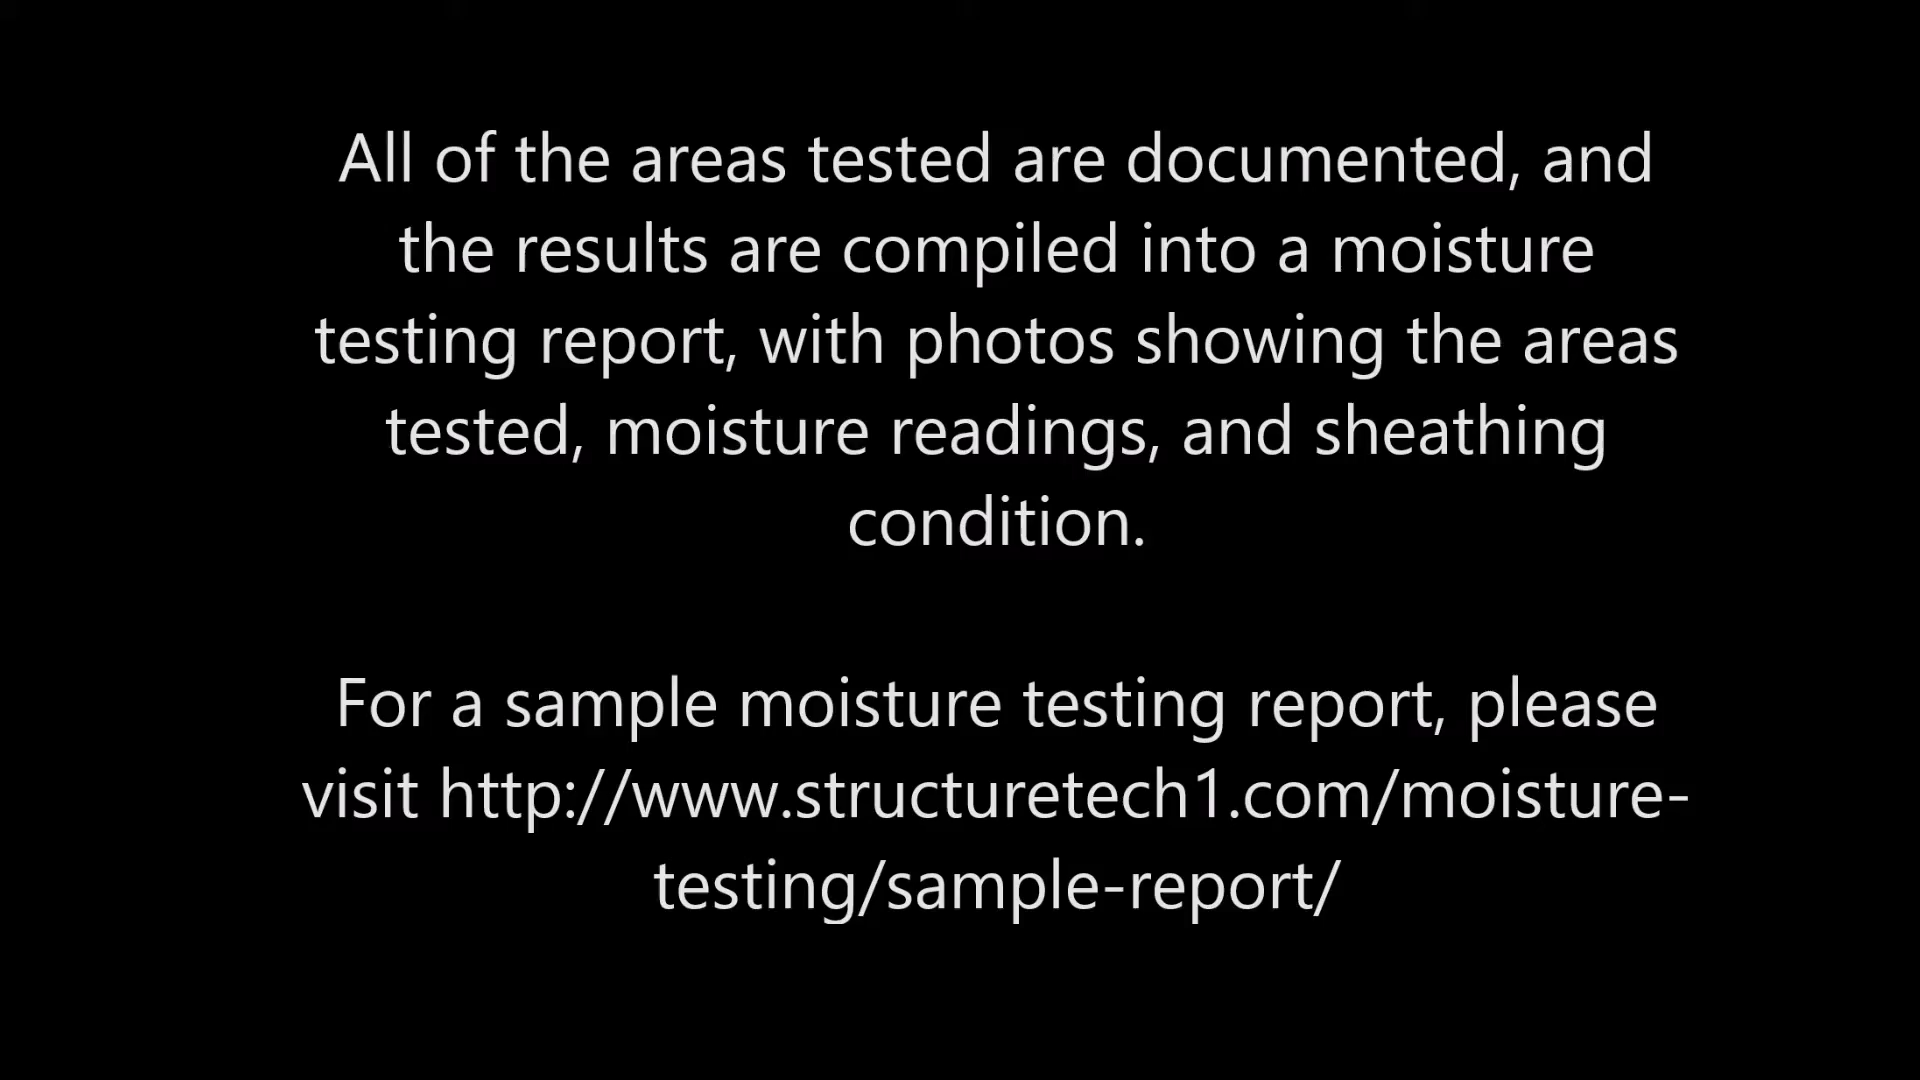 All of the areas tested are documented, and
the results are compiled into a moisture
testing report, with photos showing the areas
tested, moisture readings, and sheathing
condition.
For a sample moisture testing report, please
visit http://www.structuretech1.com/moisture-
testing/sample-report/